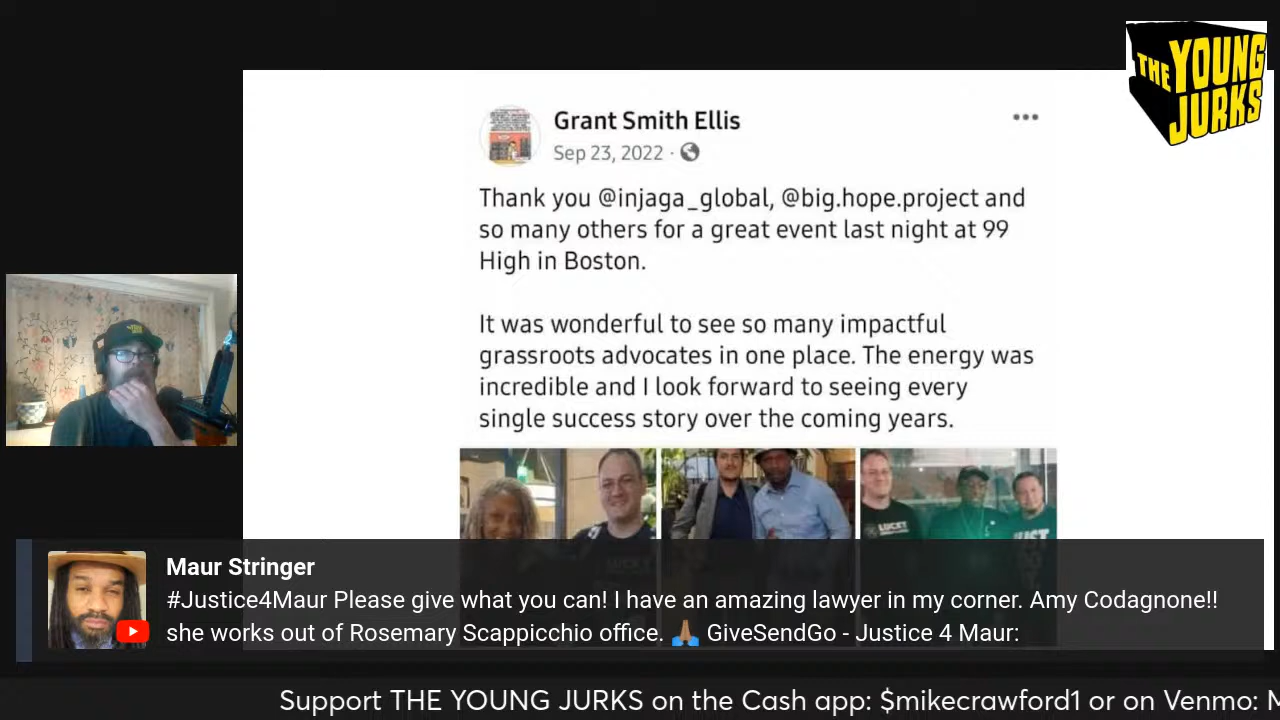 THE YOUNG JURKS
Grant Smith Ellis
Sep 23, 2022 ·
Thank you @injaga_global, @big.hope.project and
so many others for a great event last night at 99
High in Boston.
It was wonderful to see so many impactful
grassroots advocates in one place. The energy was
incredible and I look forward to seeing every
single success story over the coming years.
LUCKY
Maur Stringer
#Justice4Maur Please give what you can! I have an amazing lawyer in my corner. Amy Codagnone!!
she works out of Rosemary Scappicchio office. 🙏🏽 GiveSendGo - Justice 4 Maur:
Support THE YOUNG JURKS on the Cash app: $mikecrawford1 or on Venmo: